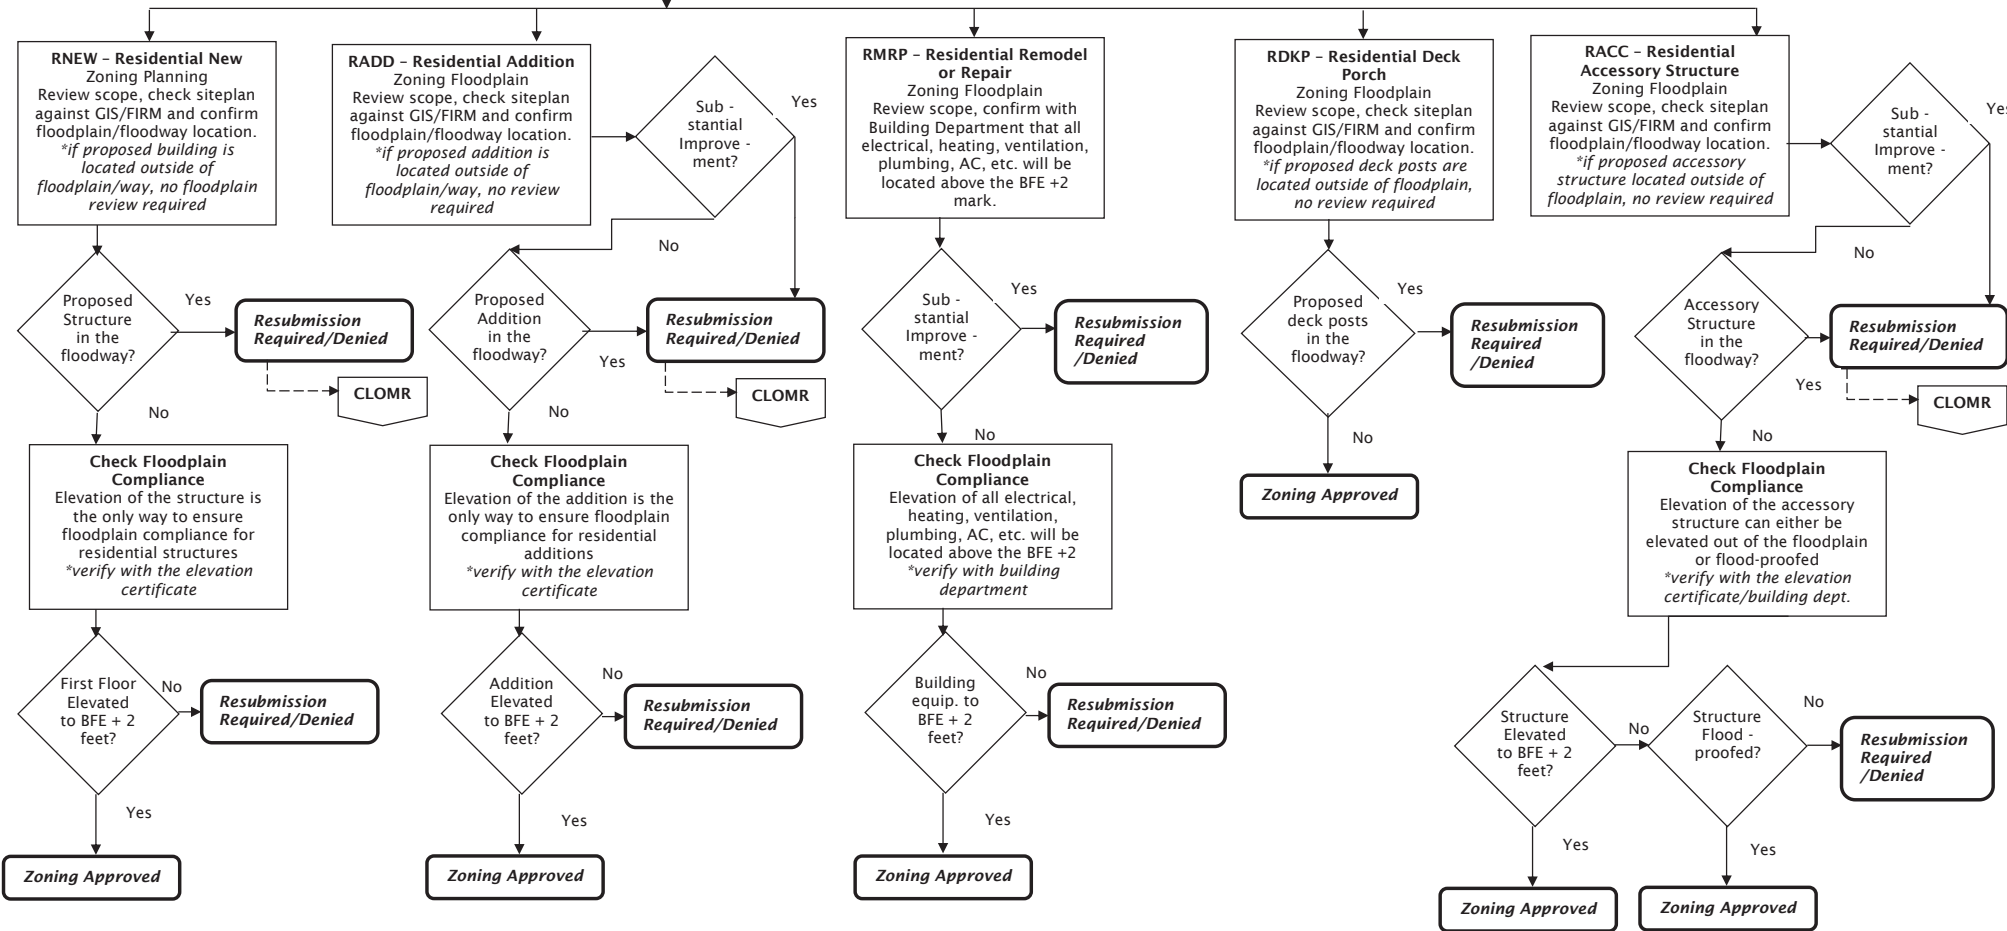 RNEW – Residential New
Zoning Planning
Review scope, check siteplan
against GIS/FIRM and confirm
floodplain/floodway location.
*if proposed building is
located outside of
floodplain/way, no floodplain
review required
Proposed
Structure
in the
floodway?
Yes
Resubmission
Required/Denied
CLOMR
No
Check Floodplain
Compliance
Elevation of the structure is
the only way to ensure
floodplain compliance for
residential structures
*verify with the elevation
certificate
First Floor
Elevated
to BFE + 2
feet?
No
Resubmission
Required/Denied
Yes
Zoning Approved
RADD – Residential Addition
Zoning Floodplain
Review scope, check siteplan
against GIS/FIRM and confirm
floodplain/floodway location.
*if proposed addition is
located outside of
floodplain/way, no review
required
Sub -
stantial
Improve -
ment?
Yes
No
Proposed
Addition
in the
floodway?
Yes
Resubmission
Required/Denied
CLOMR
No
Check Floodplain
Compliance
Elevation of the addition is the
only way to ensure floodplain
compliance for residential
additions
*verify with the elevation
certificate
Addition
Elevated
to BFE + 2
feet?
No
Resubmission
Required/Denied
Yes
Zoning Approved
RMRP – Residential Remodel
or Repair
Zoning Floodplain
Review scope, confirm with
Building Department that all
electrical, heating, ventilation,
plumbing, AC, etc. will be
located above the BFE +2
mark.
Sub -
stantial
Improve -
ment?
Yes
Resubmission
Required
/Denied
No
Check Floodplain
Compliance
Elevation of all electrical,
heating, ventilation,
plumbing, AC, etc. will be
located above the BFE +2
*verify with building
department
Building
equip. to
BFE + 2
feet?
No
Resubmission
Required/Denied
Yes
Zoning Approved
RDKP – Residential Deck
Porch
Zoning Floodplain
Review scope, check siteplan
against GIS/FIRM and confirm
floodplain/floodway location.
*if proposed deck posts are
located outside of floodplain,
no review required
Proposed
deck posts
in the
floodway?
Yes
Resubmission
Required
/Denied
No
Zoning Approved
RACC – Residential
Accessory Structure
Zoning Floodplain
Review scope, check siteplan
against GIS/FIRM and confirm
floodplain/floodway location.
*if proposed accessory
structure located outside of
floodplain, no review required
Sub -
stantial
Improve -
ment?
Yes
No
Accessory
Structure
in the
floodway?
Yes
Resubmission
Required/Denied
CLOMR
No
Check Floodplain
Compliance
Elevation of the accessory
structure can either be
elevated out of the floodplain
or flood-proofed
*verify with the elevation
certificate/building dept.
Structure
Elevated
to BFE + 2
feet?
No
Structure
Flood -
proofed?
No
Resubmission
Required
/Denied
Yes
Yes
Zoning Approved
Zoning Approved